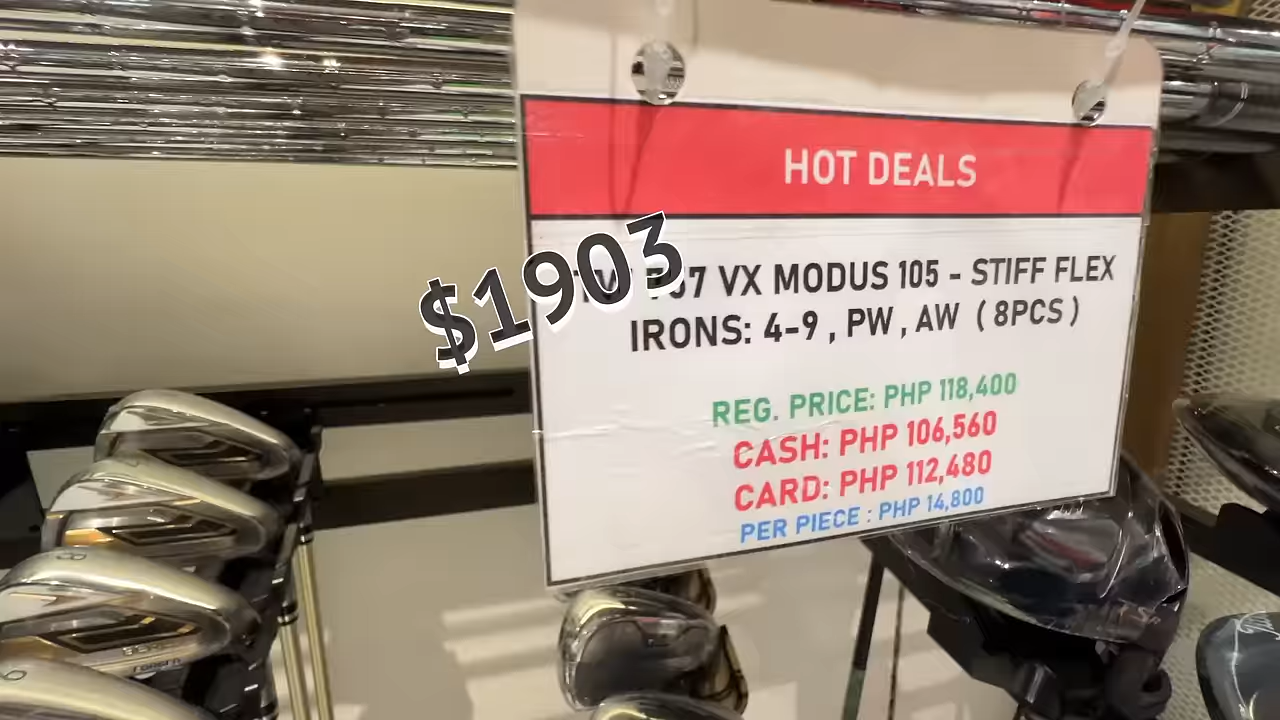 HOT DEALS
$1903
VX MODUS 105 - STIFF FLEX
IRONS: 4-9 , PW , AW ( 8PCS )
REG. PRICE: PHP 118,400
CASH: PHP 106,560
CARD: PHP 112,480
PER PIECE : PHP 14,800
8